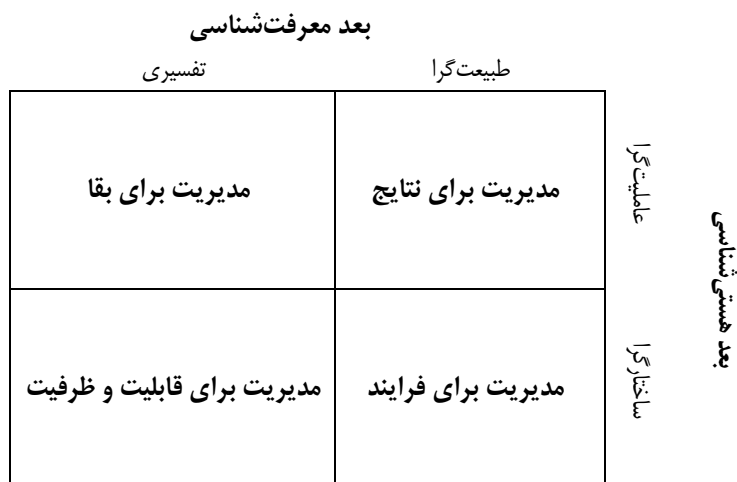 بعد معرفت‌شناسی
طبیعت‌گرا
تفسیری
عاملیت‌گرا
مدیریت برای نتایج
مدیریت برای بقا
بعد هستی‌شناسی
ساختارگرا
مدیریت برای فرایند
مدیریت برای قابلیت و ظرفیت